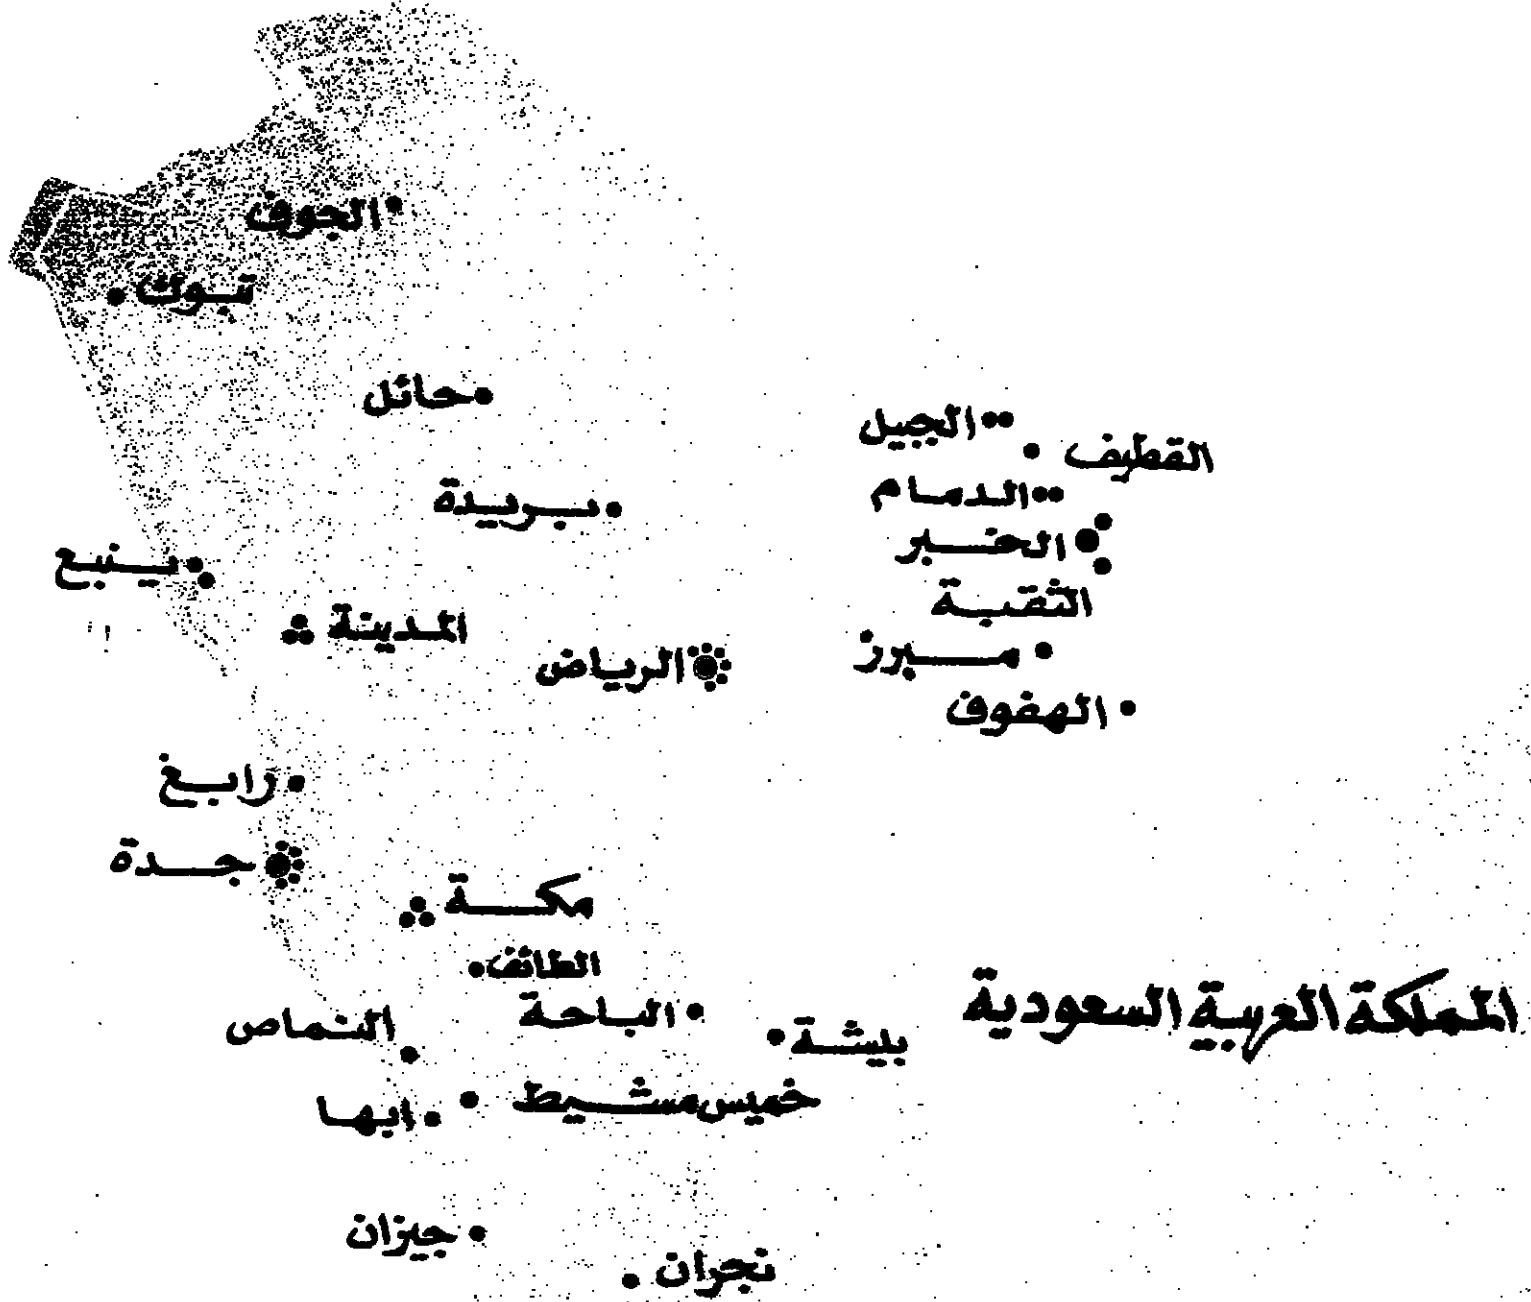 الجوف
تبوك
حائل
الجبيل
القطيف
بريدة
الدمام
الخبر
ينبع
الثقبة
المدينة
الرياض
مبرز
الهفوف
رابغ
جدة
مكة
الطائف
المملكة العربية السعودية
الباحة
النماص
بيشة
خميس مشيط
ابها
جيزان
نجران